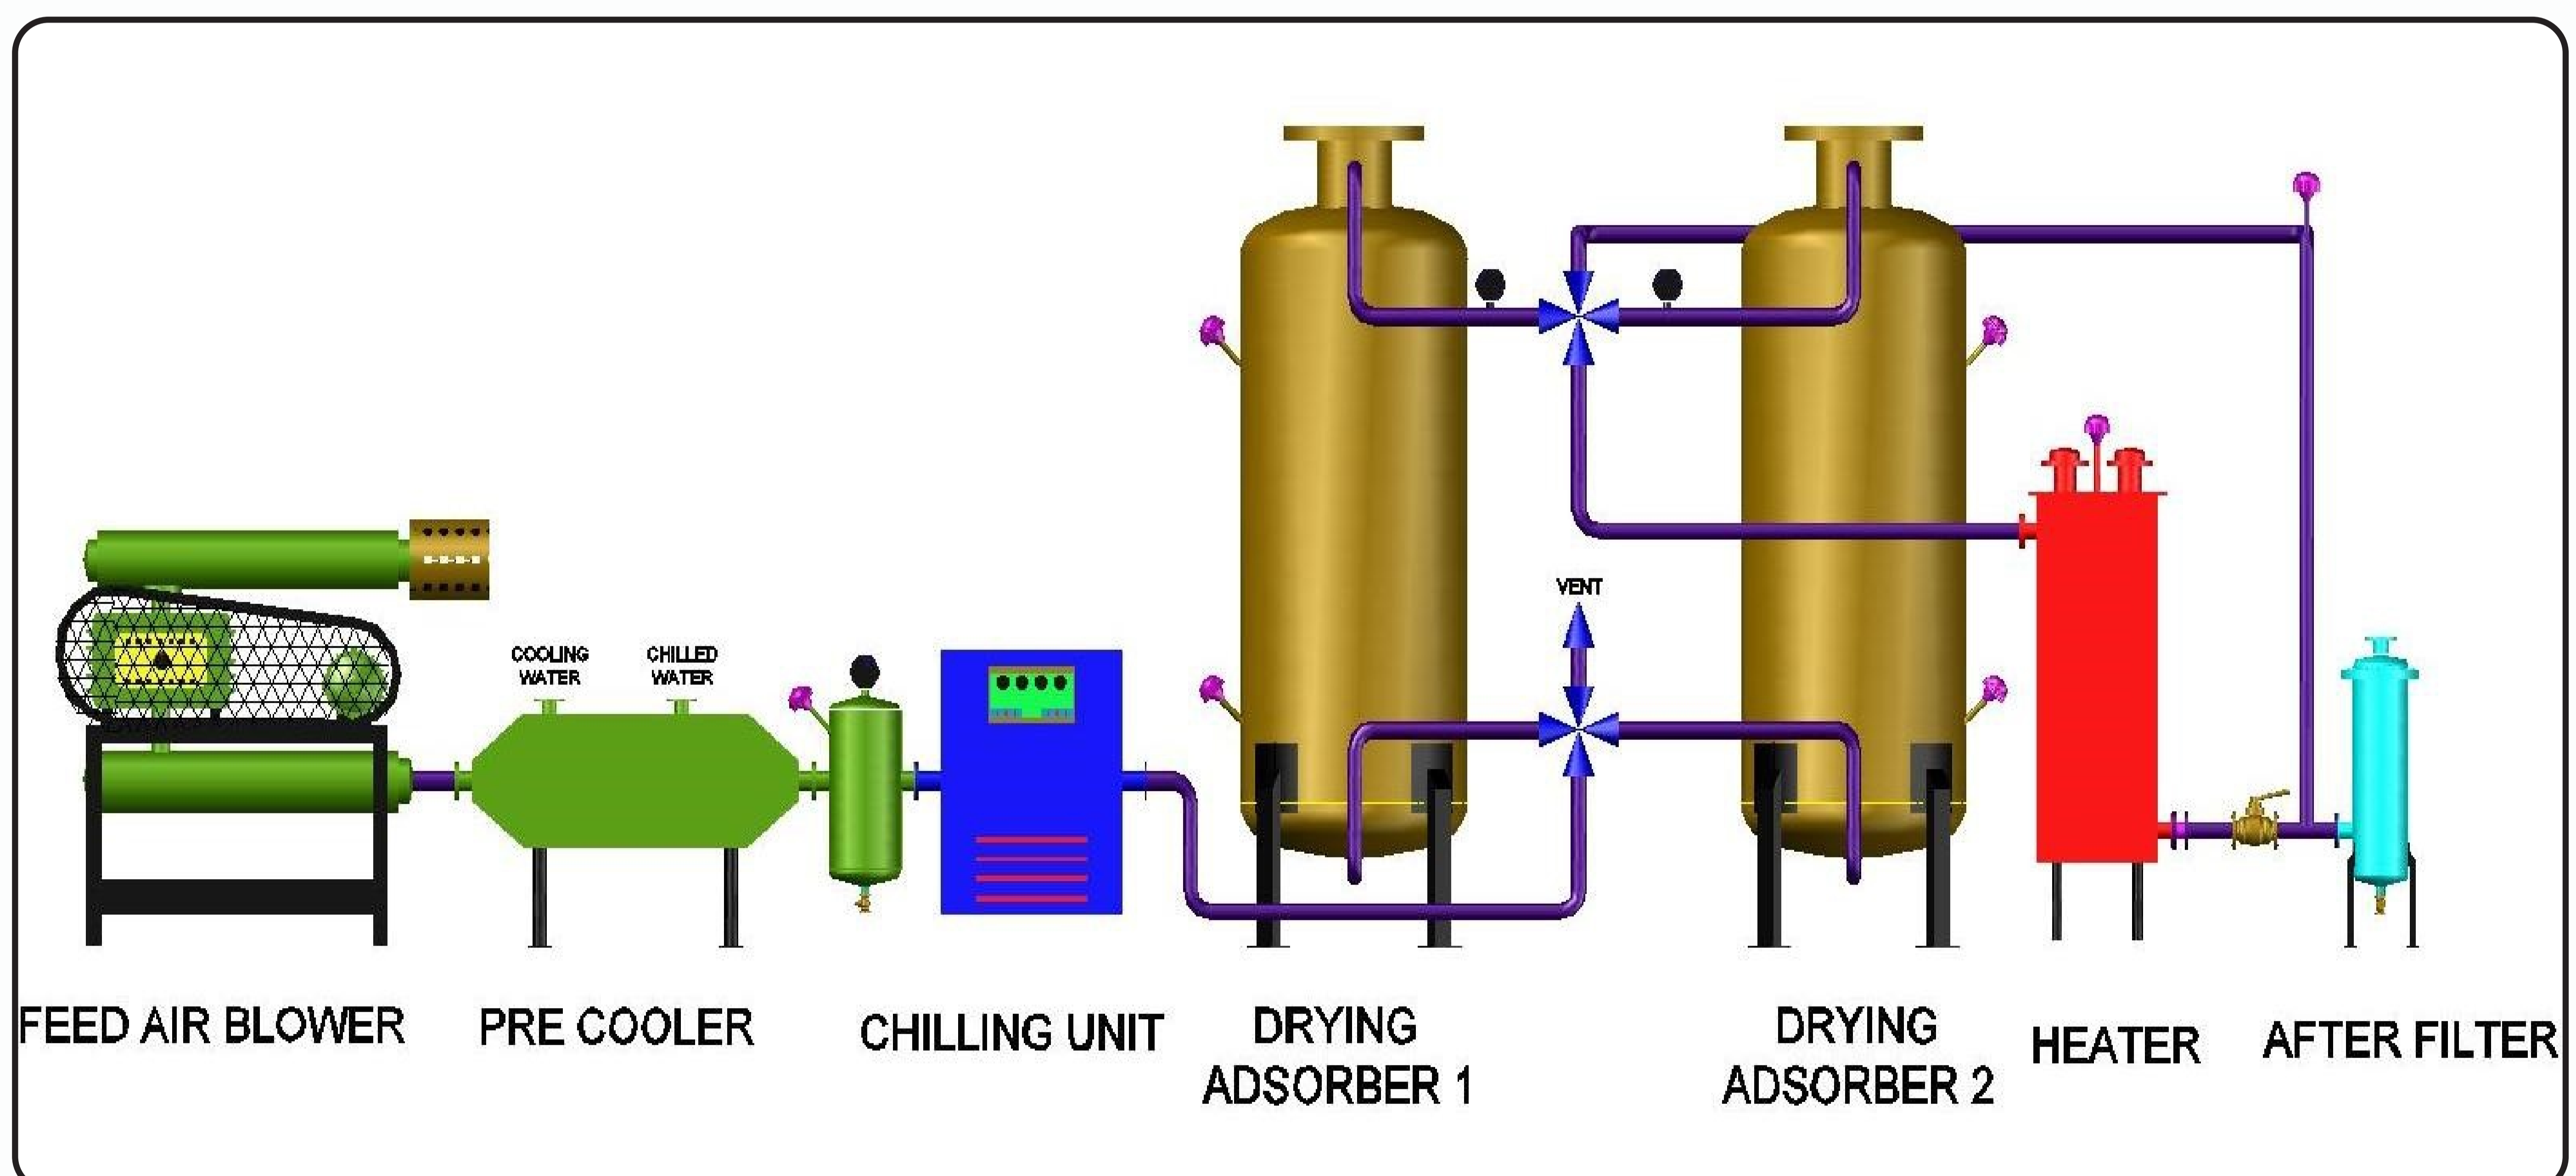 VENT
COOLING
WATER
CHILLED
WATER
FEED AIR BLOWER
PRE COOLER
CHILLING UNIT
DRYING
ADSORBER 1
DRYING
ADSORBER 2
HEATER
AFTER FILTER